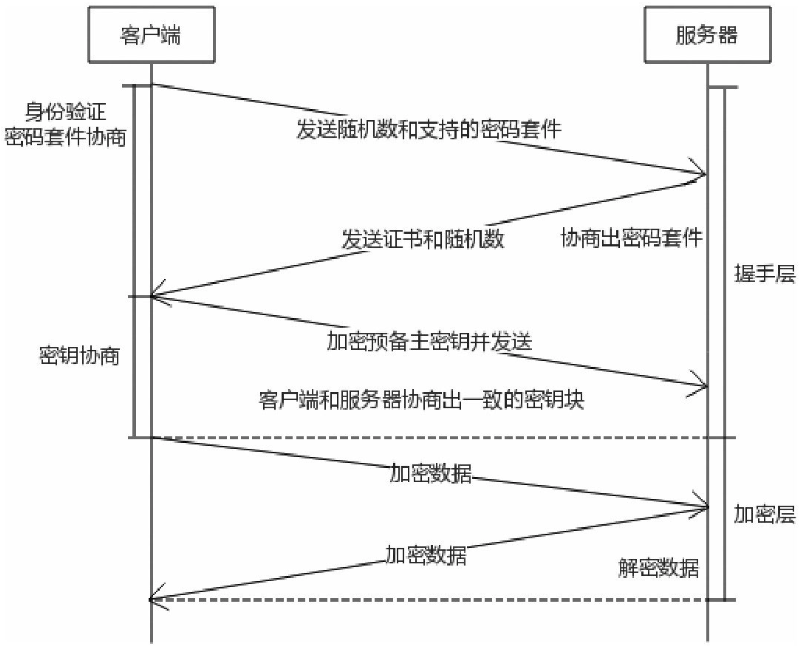 客户端
服务器
身份验证
密码套件协商
发送随机数和支持的密码套件
发送证书和随机数
协商出密码套件
握手层
加密预备主密钥并发送
密钥协商
客户端和服务器协商出一致的密钥块
加密数据
加密层
加密数据
解密数据